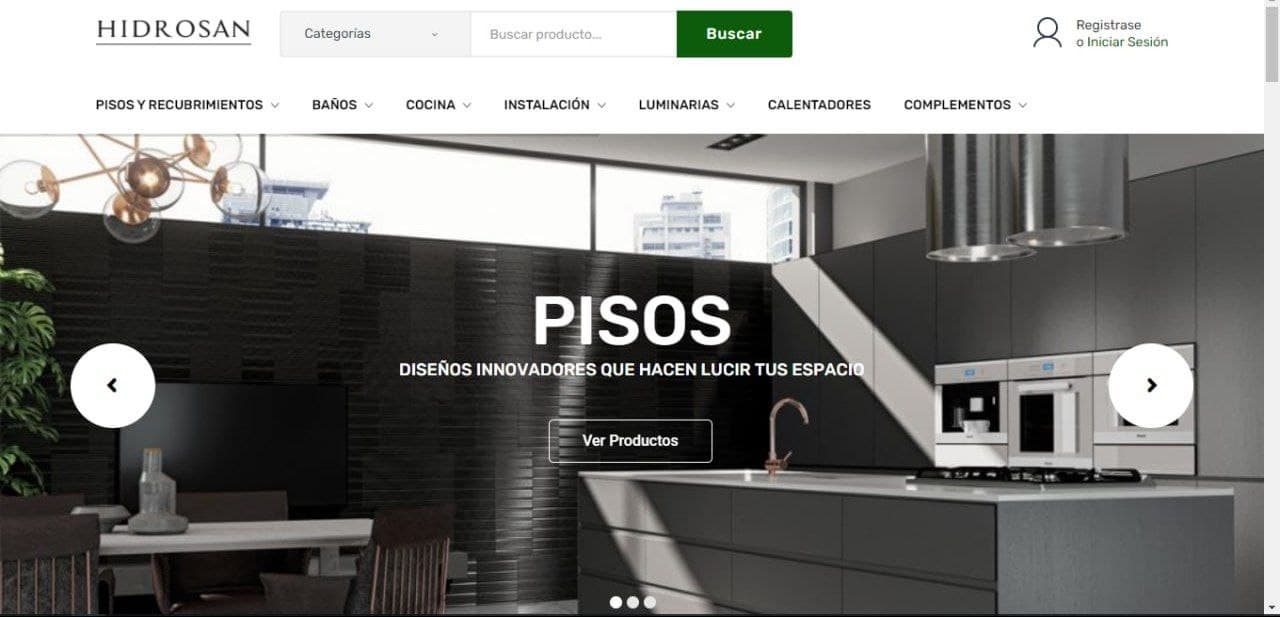 HIDROSAN
Categorías
Buscar producto...
Buscar
Registrase
o Iniciar Sesión
PISOS Y RECUBRIMIENTOS
BAÑOS
COCINA
INSTALACIÓN
LUMINARIAS
CALENTADORES
COMPLEMENTOS
PISOS
DISEÑOS INNOVADORES QUE HACEN LUCIR TUS ESPACIO
Ver Productos